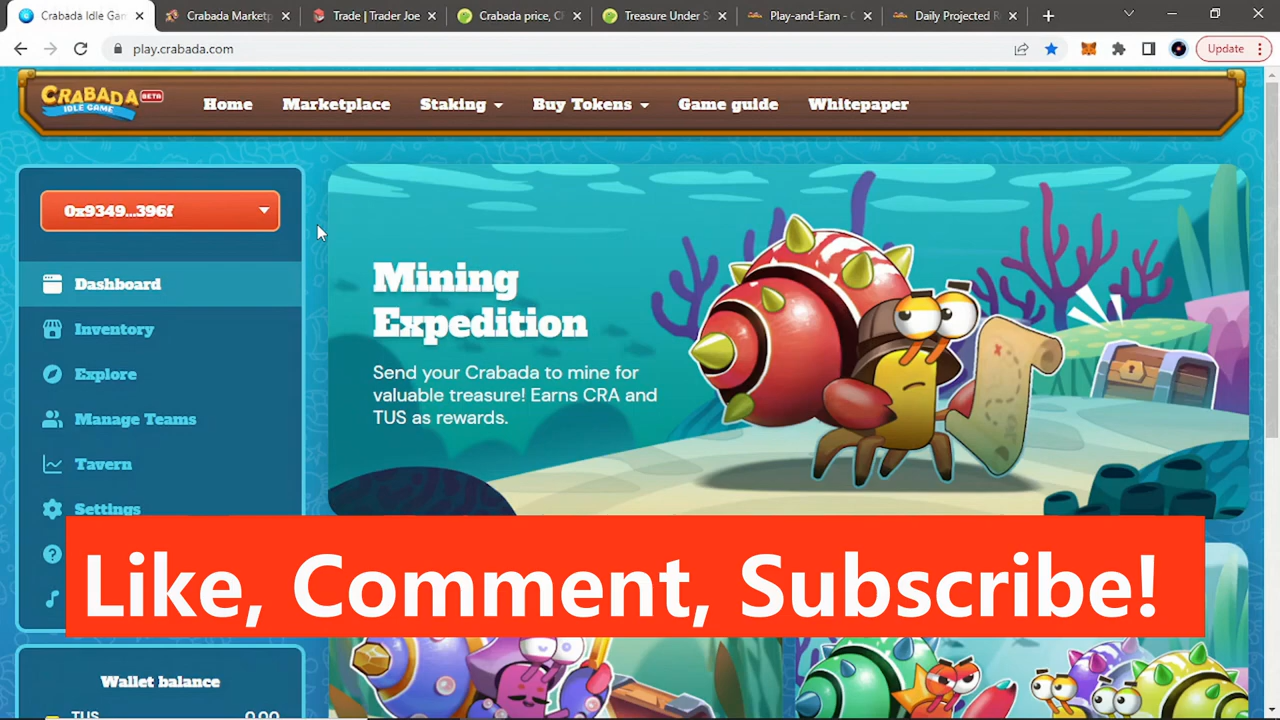 Crabada Idle Gam
Crabada Marketp
Trade | Trader Joe
Crabada price, C
Treasure Under S
Play-and-Earn - C
Daily Projected R
play.crabada.com
Update
CRABADA BETA
IDLE GAME
Home
Marketplace
Staking
Buy Tokens
Game guide
Whitepaper
0x9349...396f
Dashboard
Inventory
Explore
Manage Teams
Tavern
Settings
Mining
Expedition
Send your Crabada to mine for
valuable treasure! Earns CRA and
TUS as rewards.
Like, Comment, Subscribe!
Wallet balance
TUS 0.00